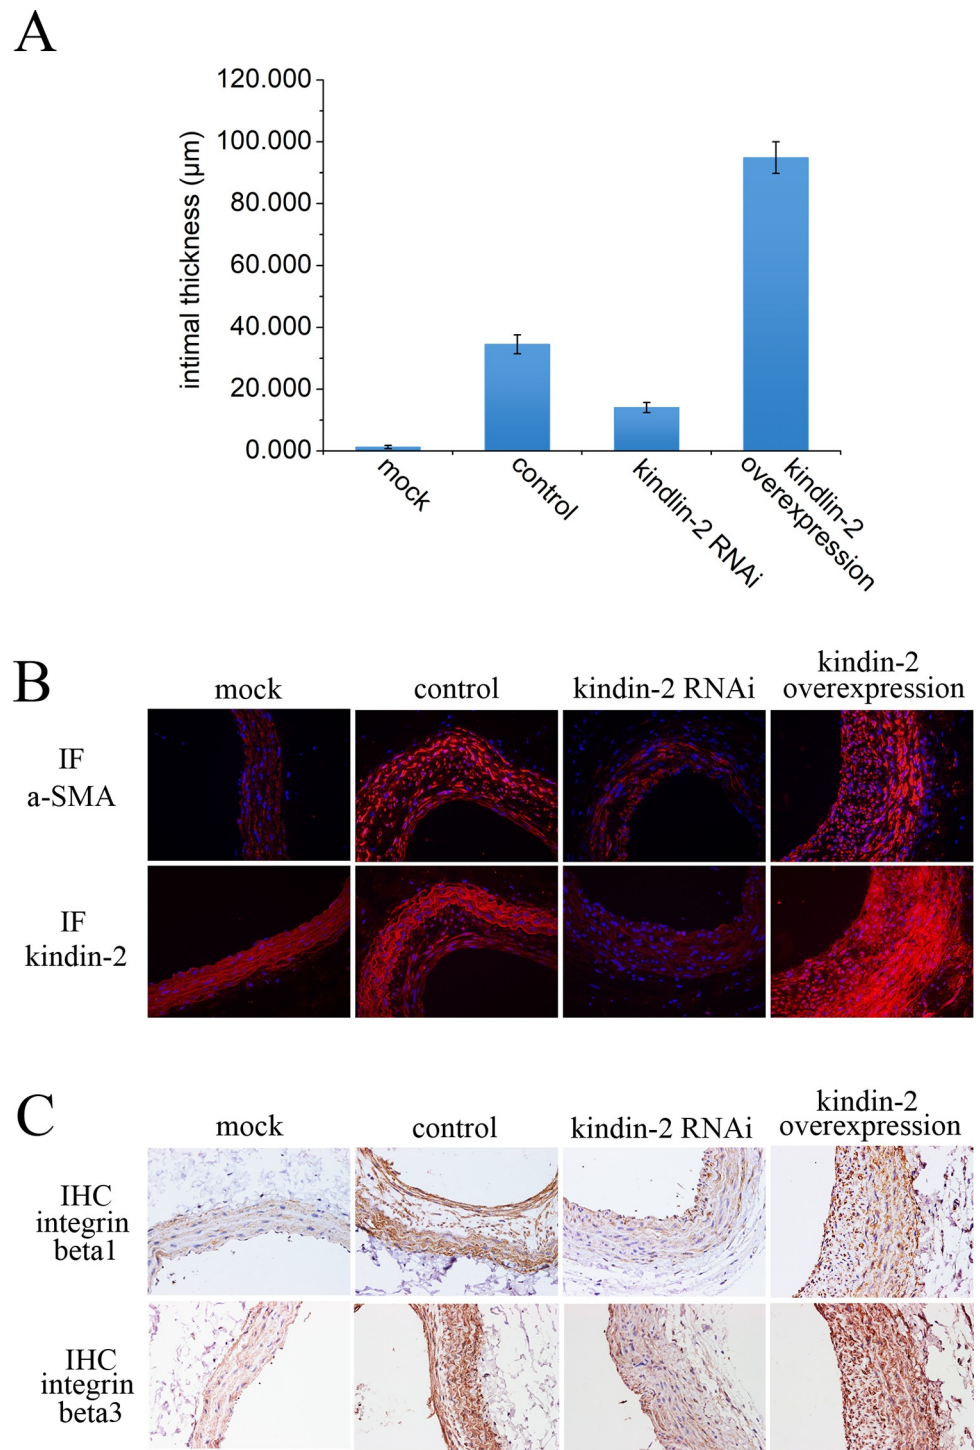 A
120.000
100.000
80.000
60.000
40.000
20.000
0.000
intimal thickness (µm)
mock
control
kindlin-2 RNAi
kindlin-2
overexpression
B
mock
control
kindin-2 RNAi
kindin-2
overexpression
IF
a-SMA
IF
kindin-2
C
mock
control
kindin-2 RNAi
kindin-2
overexpression
IHC
integrin
beta1
IHC
integrin
beta3